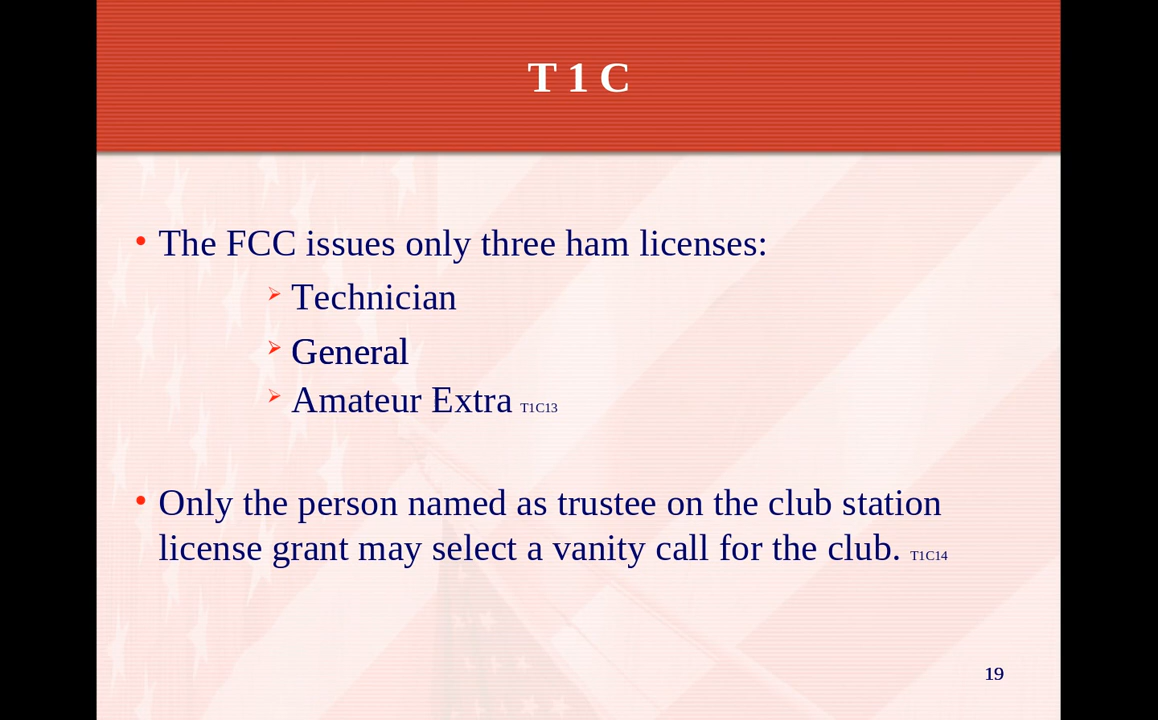 T 1 C
• The FCC issues only three ham licenses:
➢ Technician
➢ General
➢ Amateur Extra T1C13
• Only the person named as trustee on the club station
license grant may select a vanity call for the club. T1C14
19